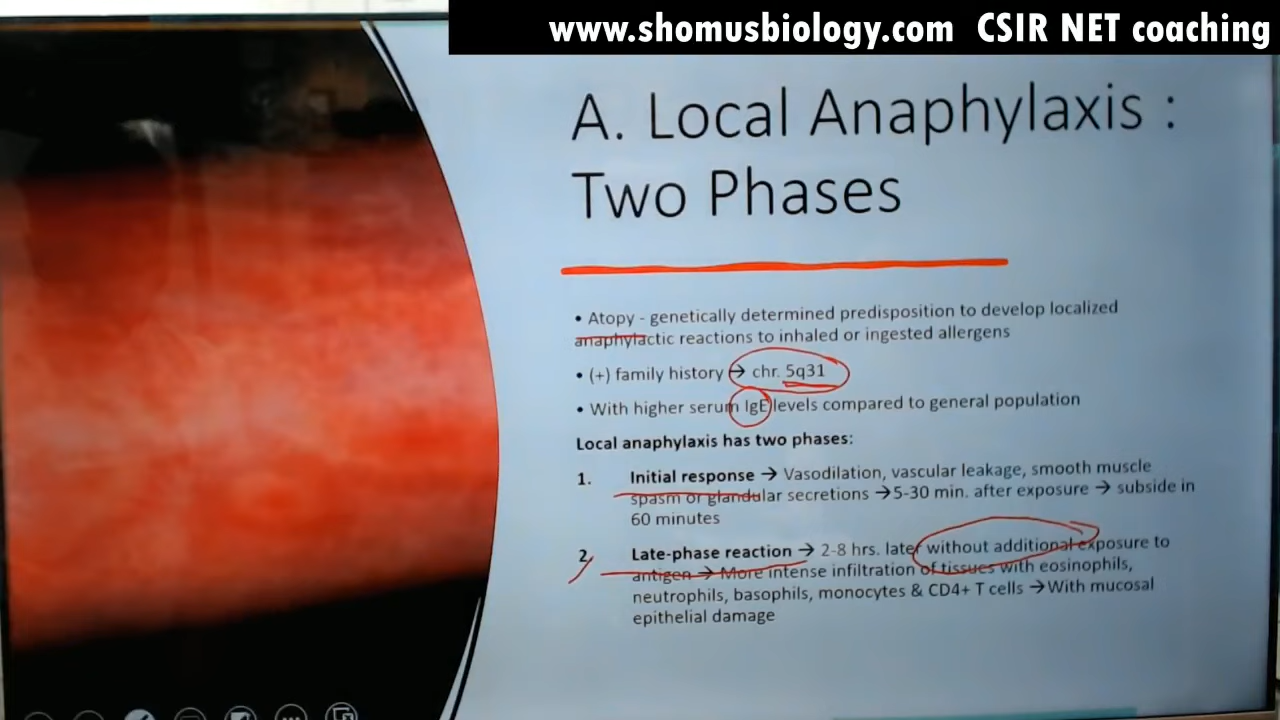 www.shomusbiology.com CSIR NET coaching
A. Local Anaphylaxis :
Two Phases
• Atopy - genetically determined predisposition to develop localized
anaphylactic reactions to inhaled or ingested allergens
• (+) family history → chr. 5q31
• With higher serum IgE levels compared to general population
Local anaphylaxis has two phases:
1. Initial response → Vasodilation, vascular leakage, smooth muscle
spasm or glandular secretions →5-30 min. after exposure → subside in
60 minutes
2. Late-phase reaction → 2-8 hrs. later without additional exposure to
antigen → More intense infiltration of tissues with eosinophils,
neutrophils, basophils, monocytes & CD4+ T cells →With mucosal
epithelial damage